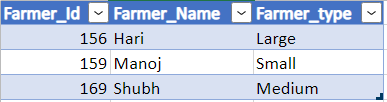 Farmer_Id Farmer_Name Farmer_type
156 Hari Large
159 Manoj Small
169 Shubh Medium